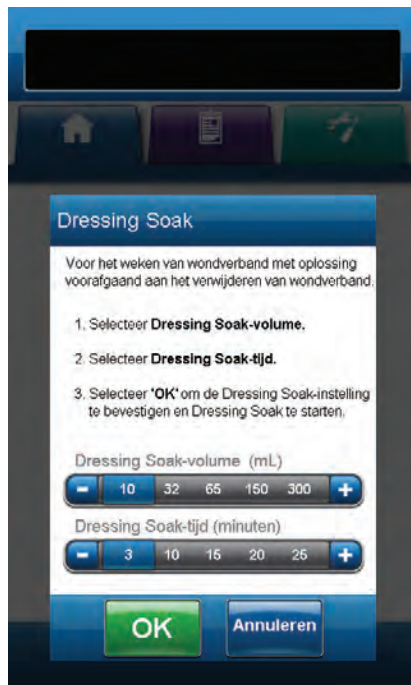 Dressing Soak
Voor het weken van wondverband met oplossing
voorafgaand aan het verwijderen van wondverband.
1. Selecteer Dressing Soak-volume.
2. Selecteer Dressing Soak-tijd.
3. Selecteer 'OK' om de Dressing Soak-instelling
te bevestigen en Dressing Soak te starten.
Dressing Soak-volume (mL)
- 10 32 65 150 300 +
Dressing Soak-tijd (minuten)
- 3 10 15 20 25 +
OK Annuleren